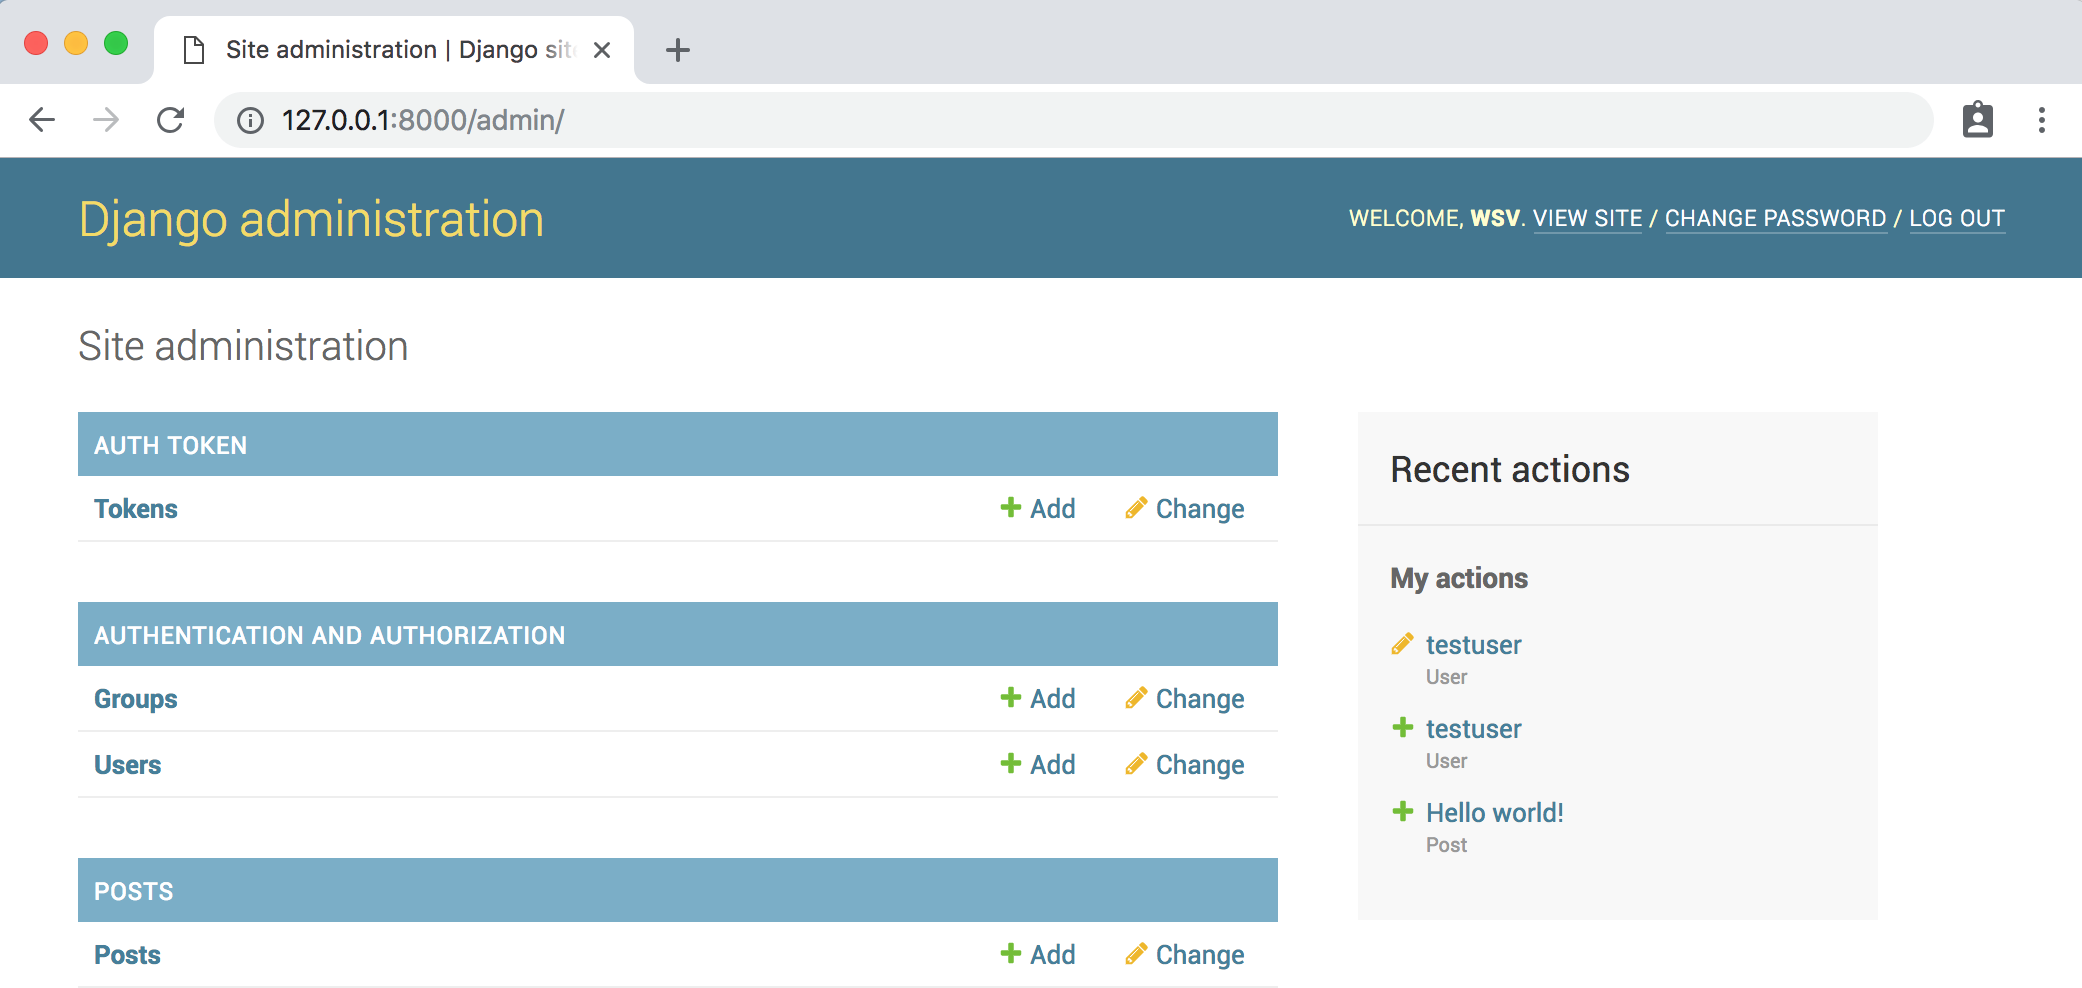 Site administration | Django sit
127.0.0.1:8000/admin/
Django administration
WELCOME, WSV. VIEW SITE / CHANGE PASSWORD / LOG OUT
Site administration
AUTH TOKEN
Tokens Add Change
AUTHENTICATION AND AUTHORIZATION
Groups Add Change
Users Add Change
POSTS
Posts Add Change
Recent actions
My actions
testuser
User
testuser
User
Hello world!
Post